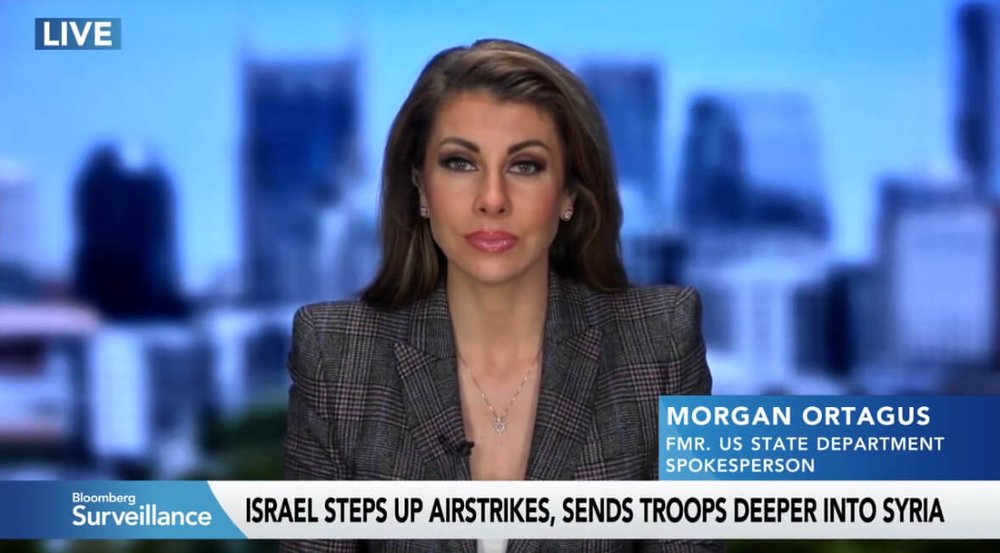 LIVE
MORGAN ORTAGUS
FMR. US STATE DEPARTMENT
SPOKESPERSON
Bloomberg
Surveillance
ISRAEL STEPS UP AIRSTRIKES, SENDS TROOPS DEEPER INTO SYRIA